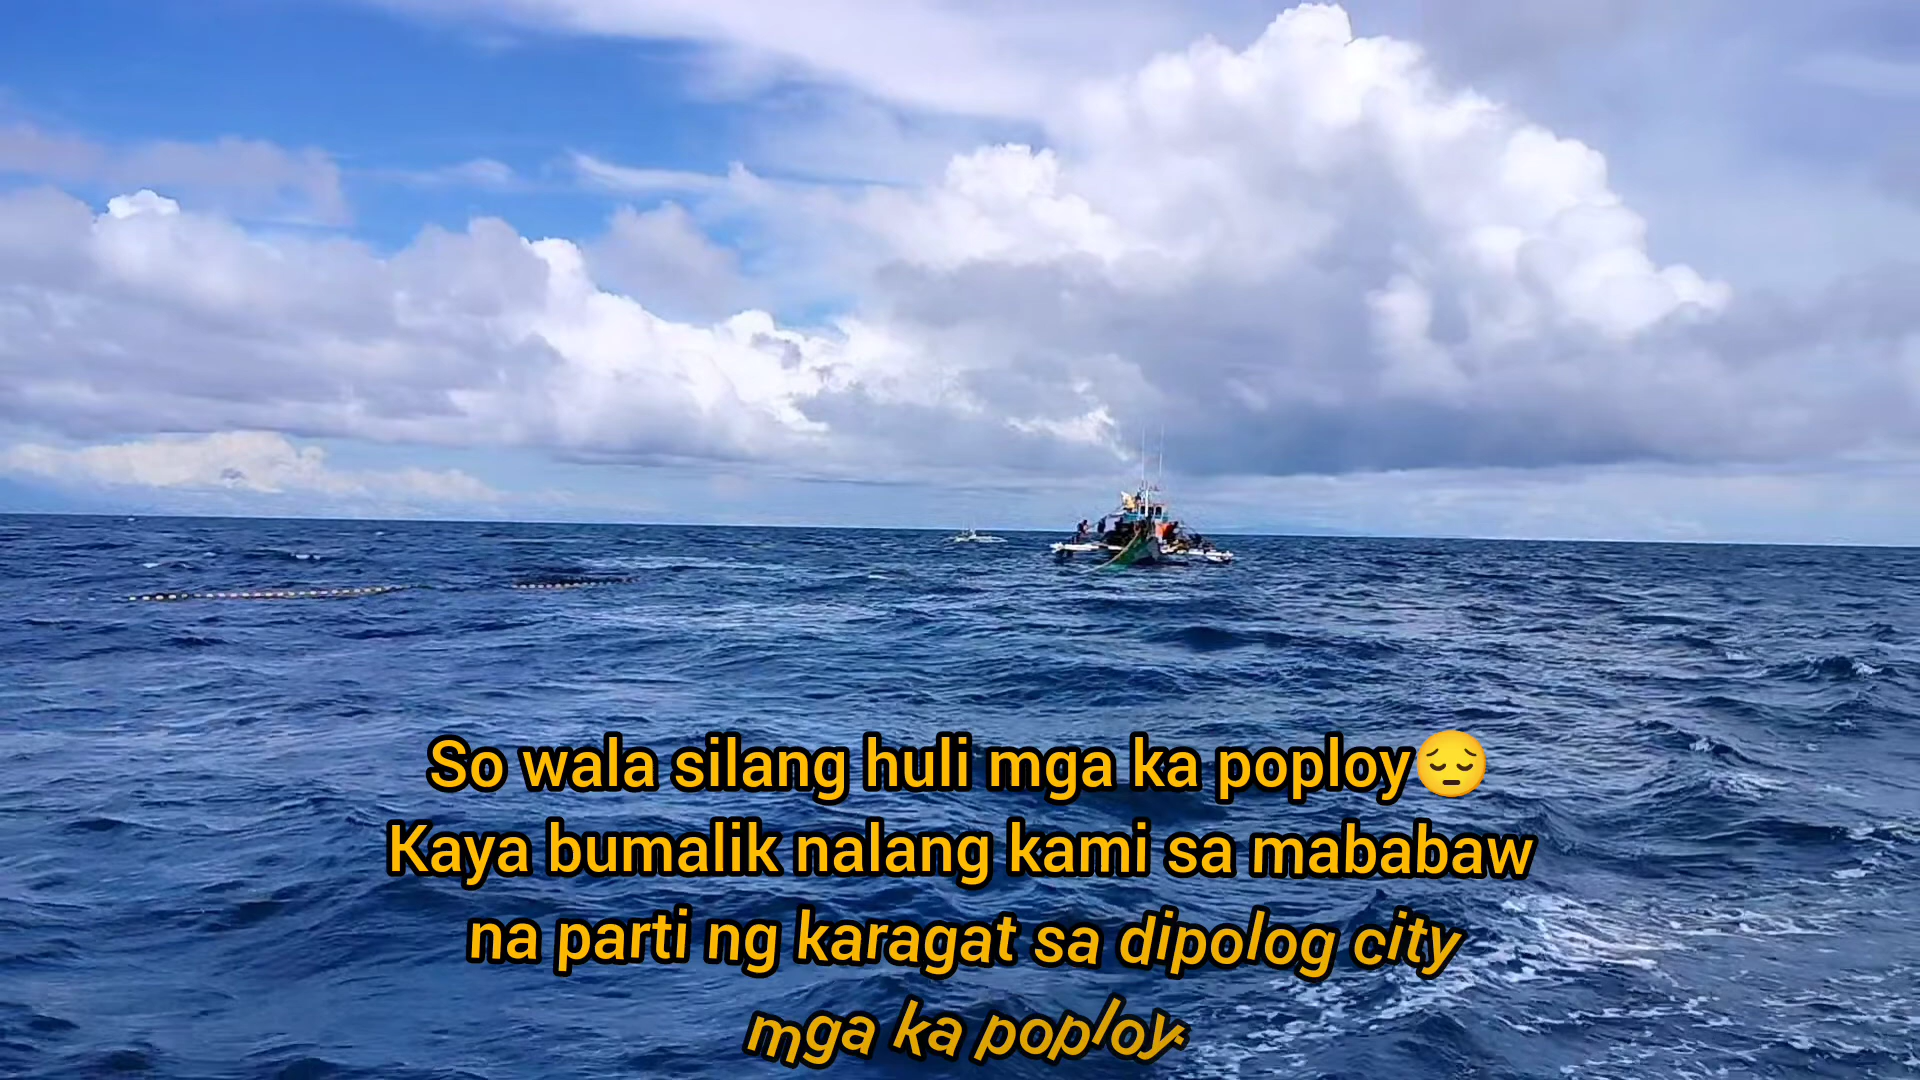 So wala silang huli mga ka poploy😔
Kaya bumalik nalang kami sa mababaw
na parti ng karagat sa dipolog city
mga ka poploy.